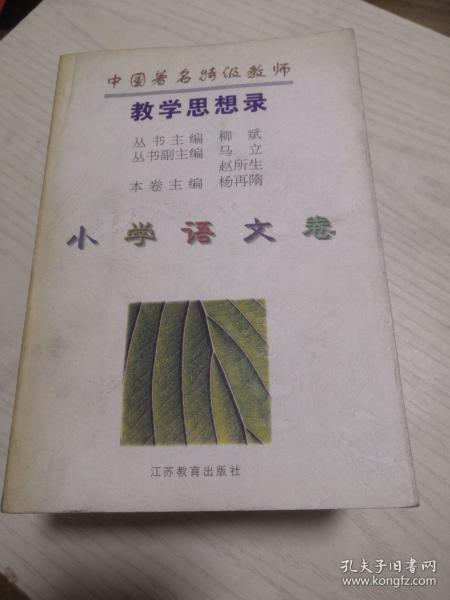 中国著名特级教师
教学思想录
丛书主编 柳斌
丛书副主编 马立
赵所生
本卷主编 杨再隋
小学语文卷
江苏教育出版社
孔夫子旧书网
www.kongfz.com